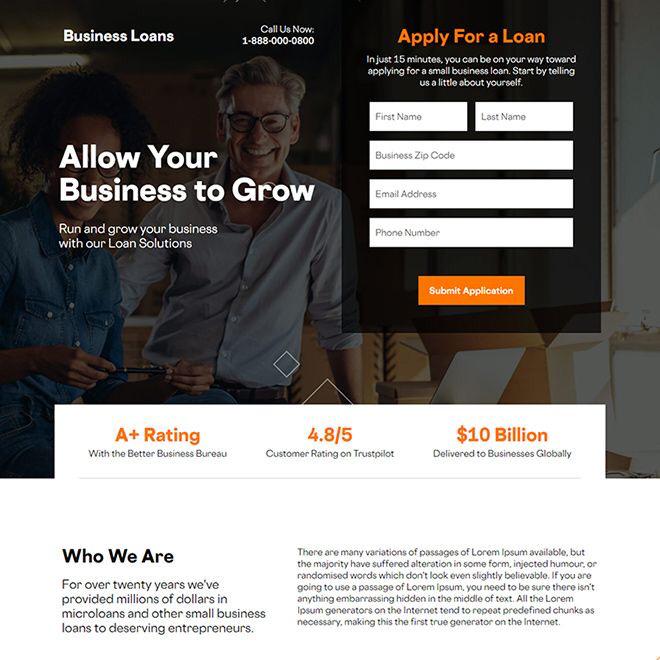 Business Loans
Call Us Now:
1-888-000-0800
Allow Your
Business to Grow
Run and grow your business
with our Loan Solutions
Apply For a Loan
In just 15 minutes, you can be on your way toward
applying for a small business loan. Start by telling
us a little about yourself.
First Name
Last Name
Business Zip Code
Email Address
Phone Number
Submit Application
A+ Rating
With the Better Business Bureau
4.8/5
Customer Rating on Trustpilot
$10 Billion
Delivered to Businesses Globally
Who We Are
For over twenty years we've
provided millions of dollars in
microloans and other small business
loans to deserving entrepreneurs.
There are many variations of passages of Lorem Ipsum available, but
the majority have suffered alteration in some form, injected humour, or
randomised words which don't look even slightly believable. If you are
going to use a passage of Lorem Ipsum, you need to be sure there isn't
anything embarrassing hidden in the middle of text. All the Lorem
Ipsum generators on the Internet tend to repeat predefined chunks as
necessary, making this the first true generator on the Internet.